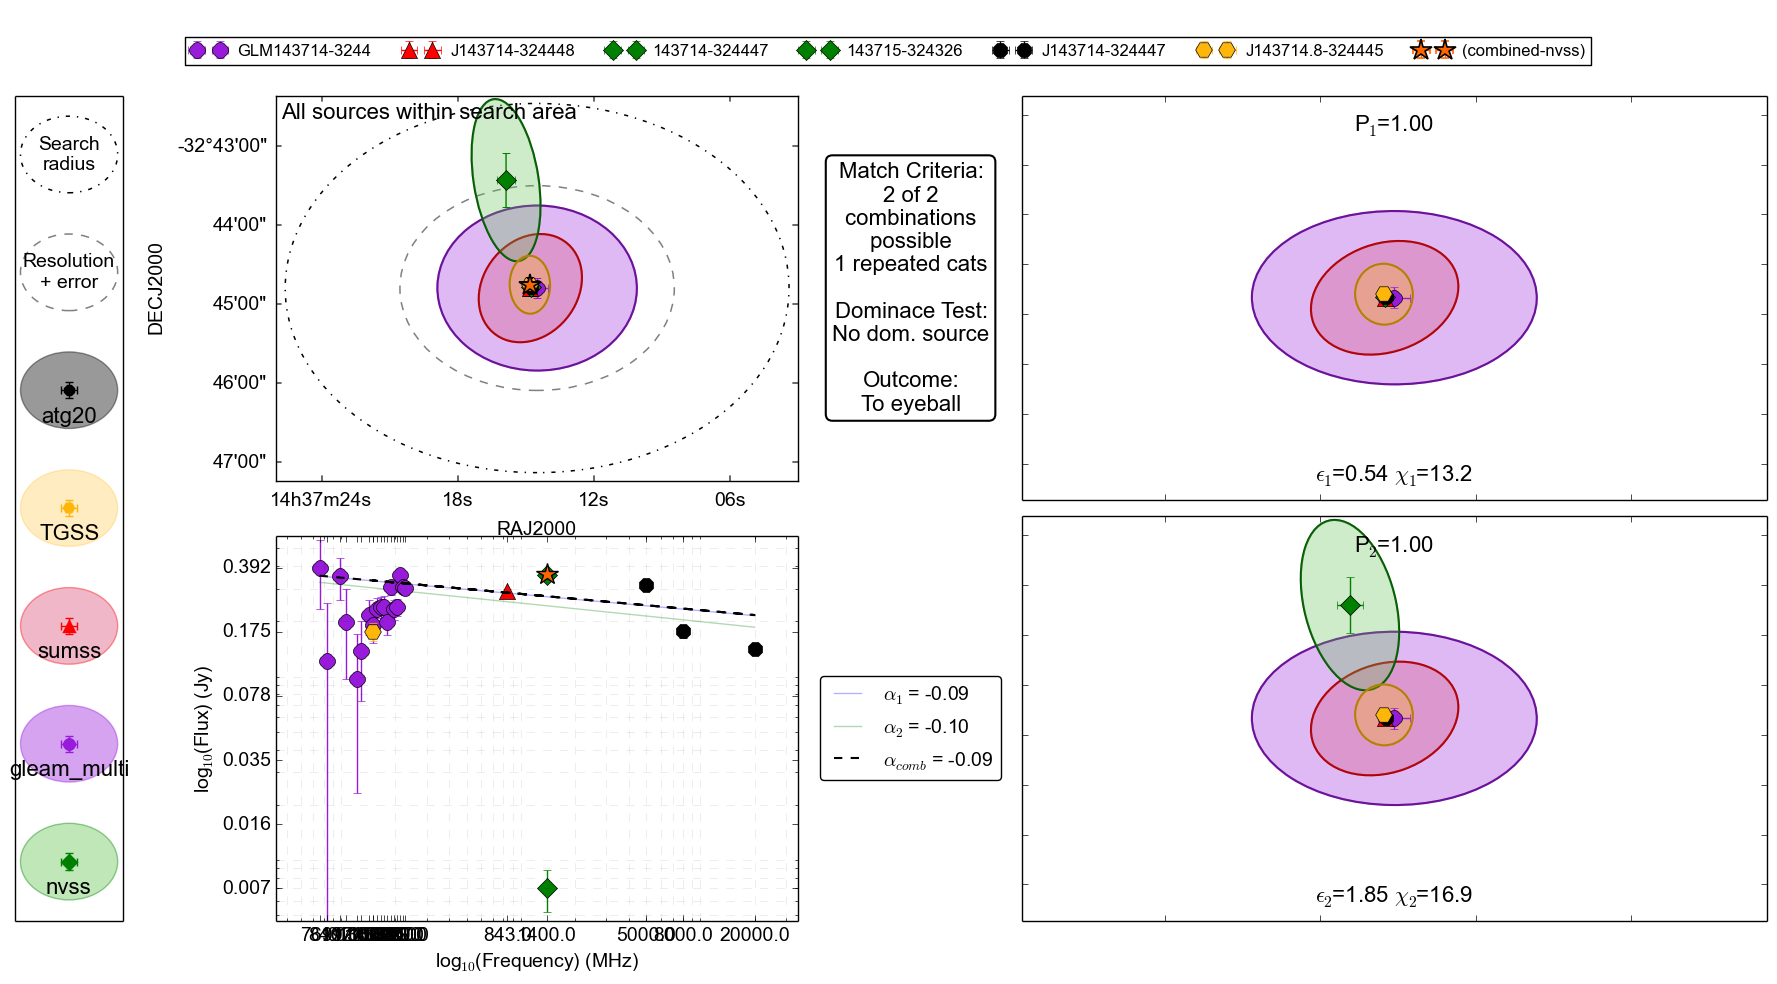 GLM143714-3244 J143714-324448 143714-324447 143715-324326 J143714-324447 J143714.8-324445 (combined-nvss)
Search
radius
Resolution
+ error
atg20
TGSS
sumss
gleam_multi
nvss
All sources within search area
DECJ2000
-32°43'00"
44'00"
45'00"
46'00"
47'00"
14h37m24s 18s 12s 06s
RAJ2000
Match Criteria:
2 of 2
combinations
possible
1 repeated cats
Dominace Test:
No dom. source
Outcome:
To eyeball
P₁=1.00
ϵ₁=0.54 χ₁=13.2
log₁₀(Flux) (Jy)
0.392
0.175
0.078
0.035
0.016
0.007
843.0 1400.0 5000.0 8000.0 20000.0
log₁₀(Frequency) (MHz)
α₁ = -0.09
α₂ = -0.10
α_comb = -0.09
P₂=1.00
ϵ₂=1.85 χ₂=16.9